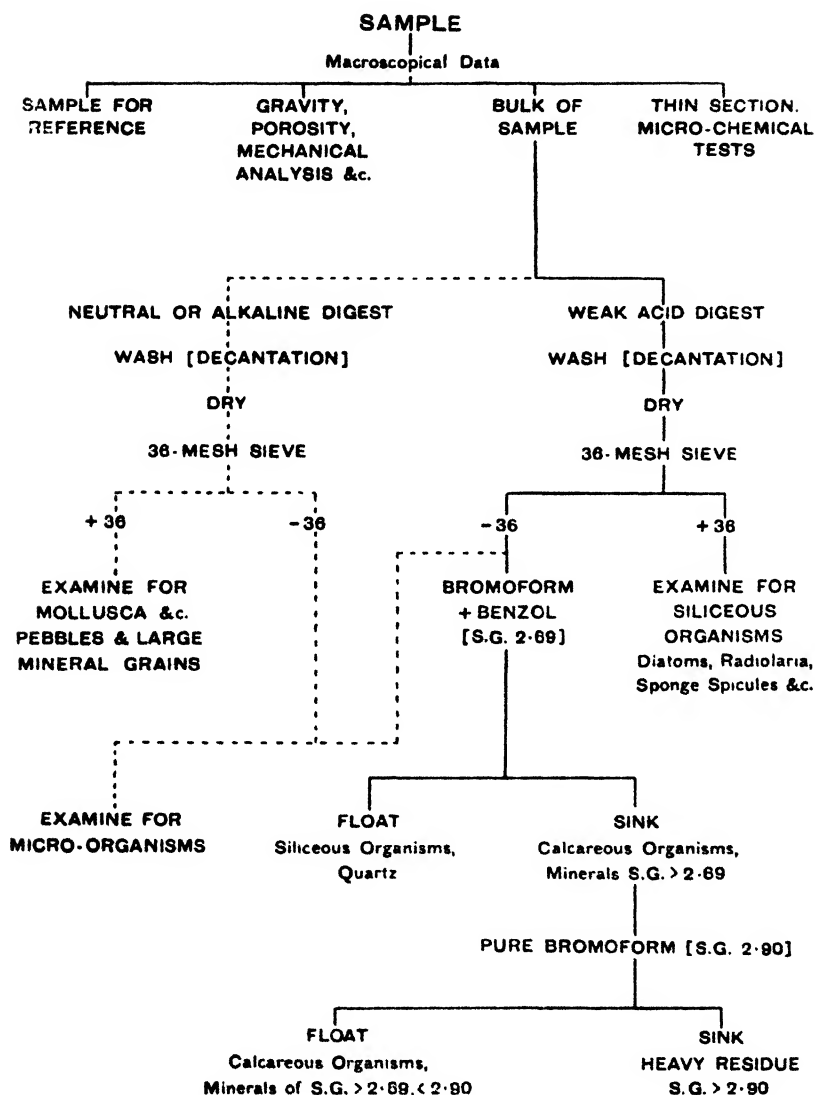 SAMPLE
Macroscopical Data
SAMPLE FOR
REFERENCE
GRAVITY,
POROSITY,
MECHANICAL
ANALYSIS &c.
BULK OF
SAMPLE
THIN SECTION.
MICRO-CHEMICAL
TESTS
NEUTRAL OR ALKALINE DIGEST
WASH [DECANTATION]
DRY
36-MESH SIEVE
WEAK ACID DIGEST
WASH [DECANTATION]
DRY
36-MESH SIEVE
+36
-36
-36
+36
EXAMINE FOR
MOLLUSCA &c.
PEBBLES & LARGE
MINERAL GRAINS
BROMOFORM
+ BENZOL
[S.G. 2·69]
EXAMINE FOR
SILICEOUS
ORGANISMS
Diatoms, Radiolaria,
Sponge Spicules &c.
EXAMINE FOR
MICRO-ORGANISMS
FLOAT
Siliceous Organisms,
Quartz
SINK
Calcareous Organisms,
Minerals S.G. > 2·69
PURE BROMOFORM [S.G. 2·90]
FLOAT
Calcareous Organisms,
Minerals of S.G. > 2·69. < 2·90
SINK
HEAVY RESIDUE
S.G. > 2·90